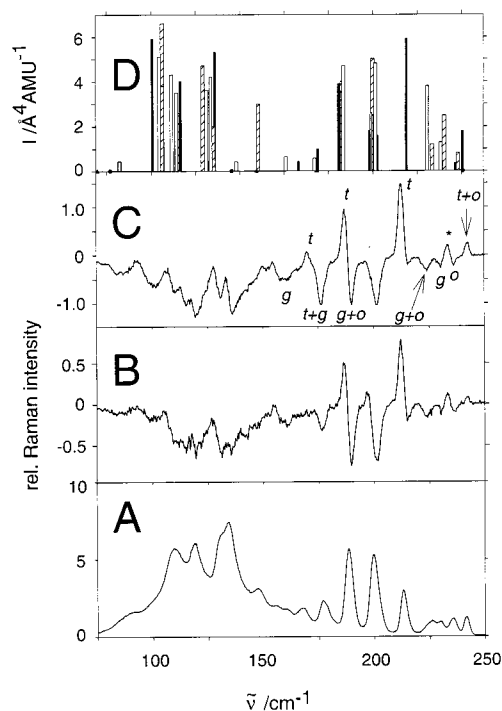 D
I /Å⁴AMU⁻¹
6
4
2
0
C
1.0
0
-1.0
t
t
t
t+o
*
g
t+g
g+o
g+o
g
o
rel. Raman intensity
B
0.5
0
-0.5
A
10
5
0
100
150
200
250
ν̃ /cm⁻¹